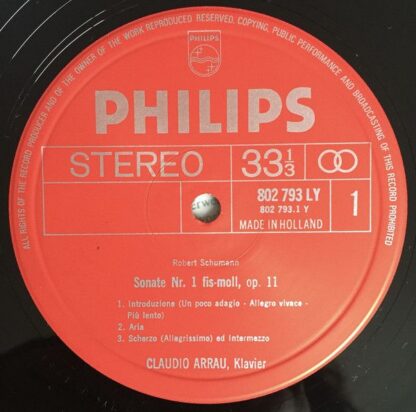 ALL RIGHTS OF THE RECORD PRODUCER AND OF THE OWNER OF THE WORK REPRODUCED RESERVED. COPYING, PUBLIC PERFORMANCE AND BROADCASTING OF THIS RECORD PROHIBITED
PHILIPS
PHILIPS
STEREO 33 1/3
802 793 LY
802 793.1 Y
MADE IN HOLLAND
1
Robert Schumann
Sonate Nr. 1 fis-moll, op. 11
1. Introduzione (Un poco adagio - Allegro vivace -
Più lento)
2. Aria
3. Scherzo (Allegrissimo) ed Intermezzo
CLAUDIO ARRAU, Klavier